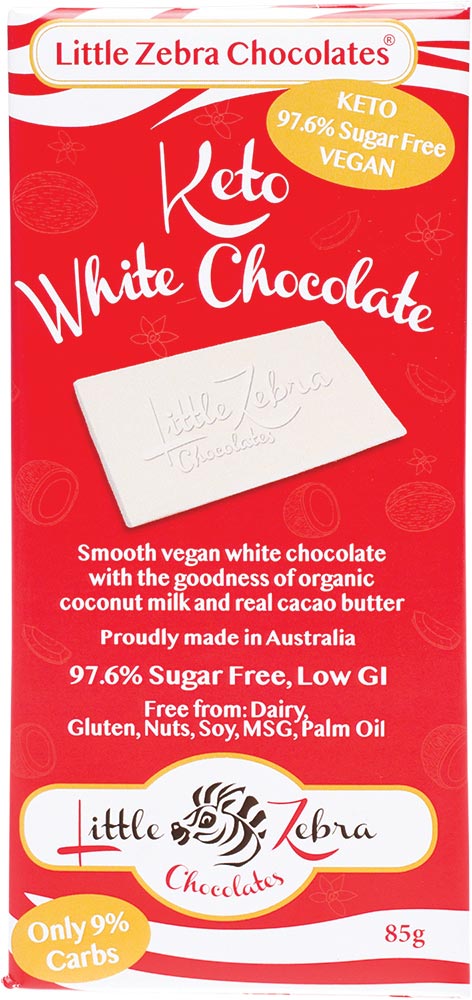 Little Zebra Chocolates®
KETO
97.6% Sugar Free
VEGAN
Keto
White Chocolate
Little Zebra
Chocolates
Smooth vegan white chocolate
with the goodness of organic
coconut milk and real cacao butter
Proudly made in Australia
97.6% Sugar Free, Low GI
Free from: Dairy,
Gluten, Nuts, Soy, MSG, Palm Oil
Little Zebra
Chocolates
Only 9%
Carbs
85g